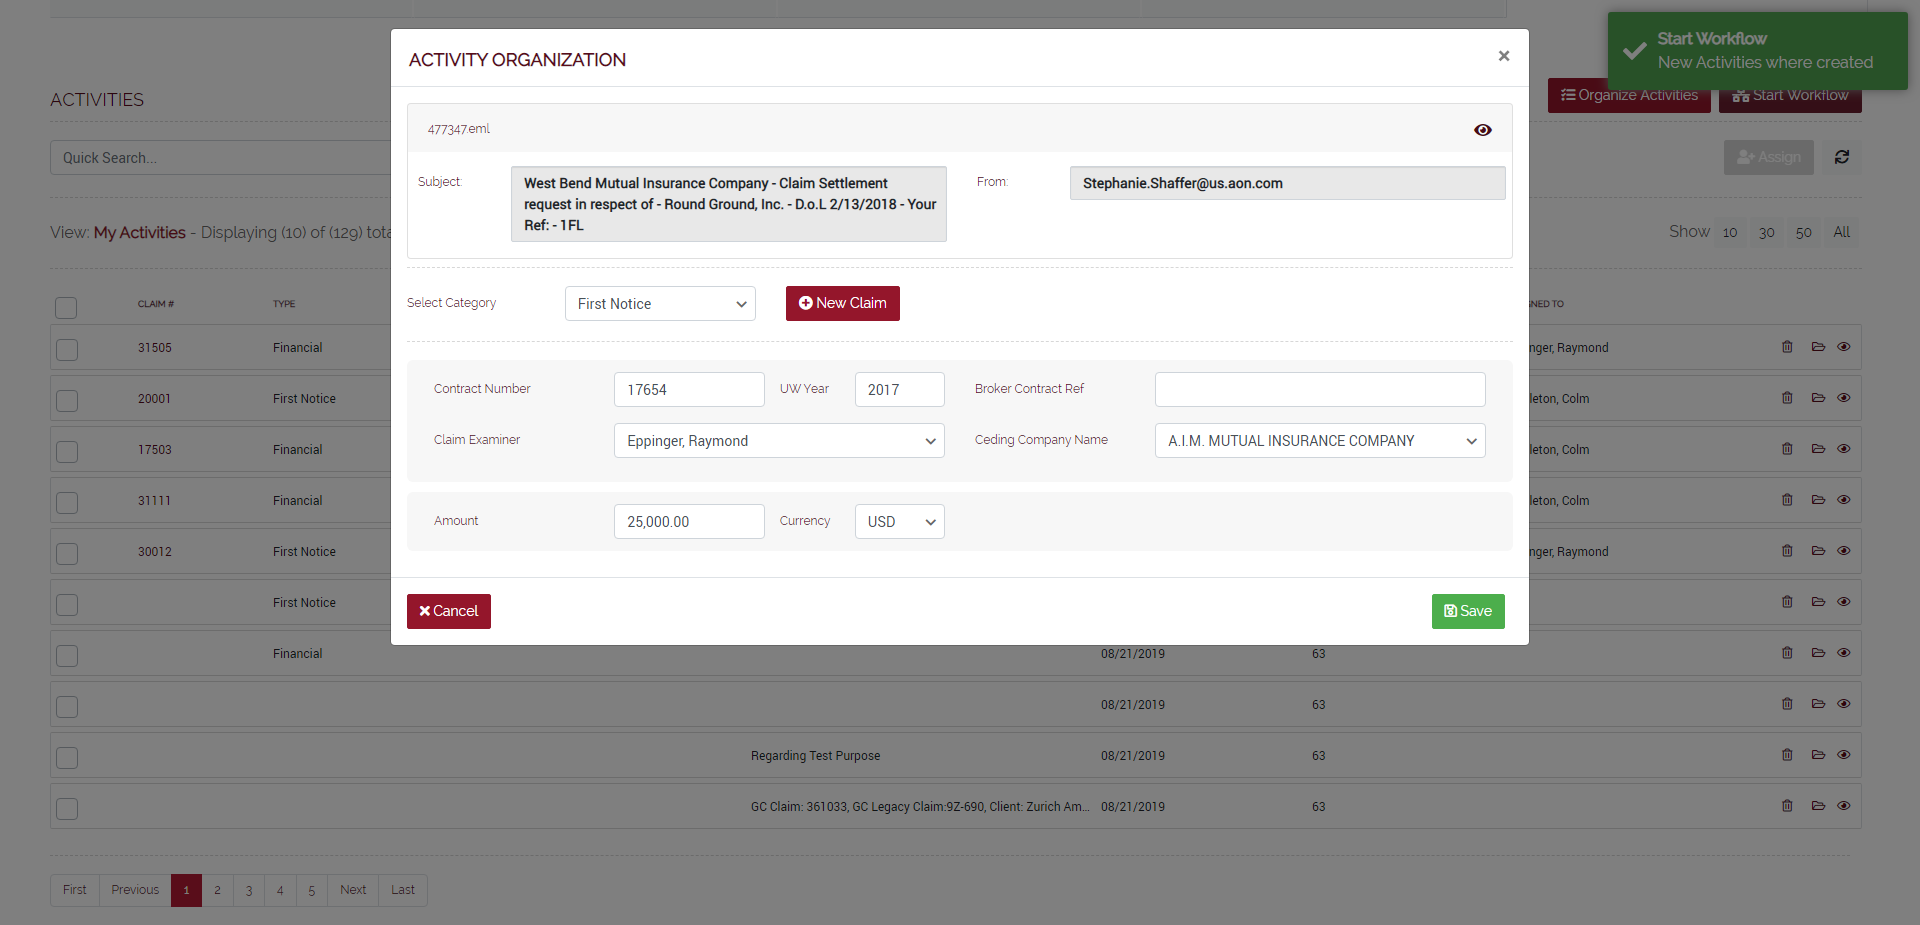 Start Workflow
New Activities where created
ACTIVITY ORGANIZATION
ACTIVITIES
Organize Activities
Start Workflow
477347.eml
Quick Search...
Assign
Subject:
West Bend Mutual Insurance Company - Claim Settlement
request in respect of - Round Ground, Inc. - D.o.L 2/13/2018 - Your
Ref: - 1FL
From:
Stephanie.Shaffer@us.aon.com
View: My Activities - Displaying (10) of (129) tota
Show 10 30 50 All
Select Category
First Notice
New Claim
CLAIM #
TYPE
NED TO
31505 Financial nger, Raymond
Contract Number
17654
UW Year
2017
Broker Contract Ref
20001 First Notice leton, Colm
Claim Examiner
Eppinger, Raymond
Ceding Company Name
A.I.M. MUTUAL INSURANCE COMPANY
17503 Financial leton, Colm
31111 Financial leton, Colm
Amount
25,000.00
Currency
USD
30012 First Notice nger, Raymond
First Notice
Cancel
Save
Financial 08/21/2019 63
08/21/2019 63
Regarding Test Purpose 08/21/2019 63
GC Claim: 361033, GC Legacy Claim:9Z-690, Client: Zurich Am... 08/21/2019 63
First Previous 1 2 3 4 5 Next Last